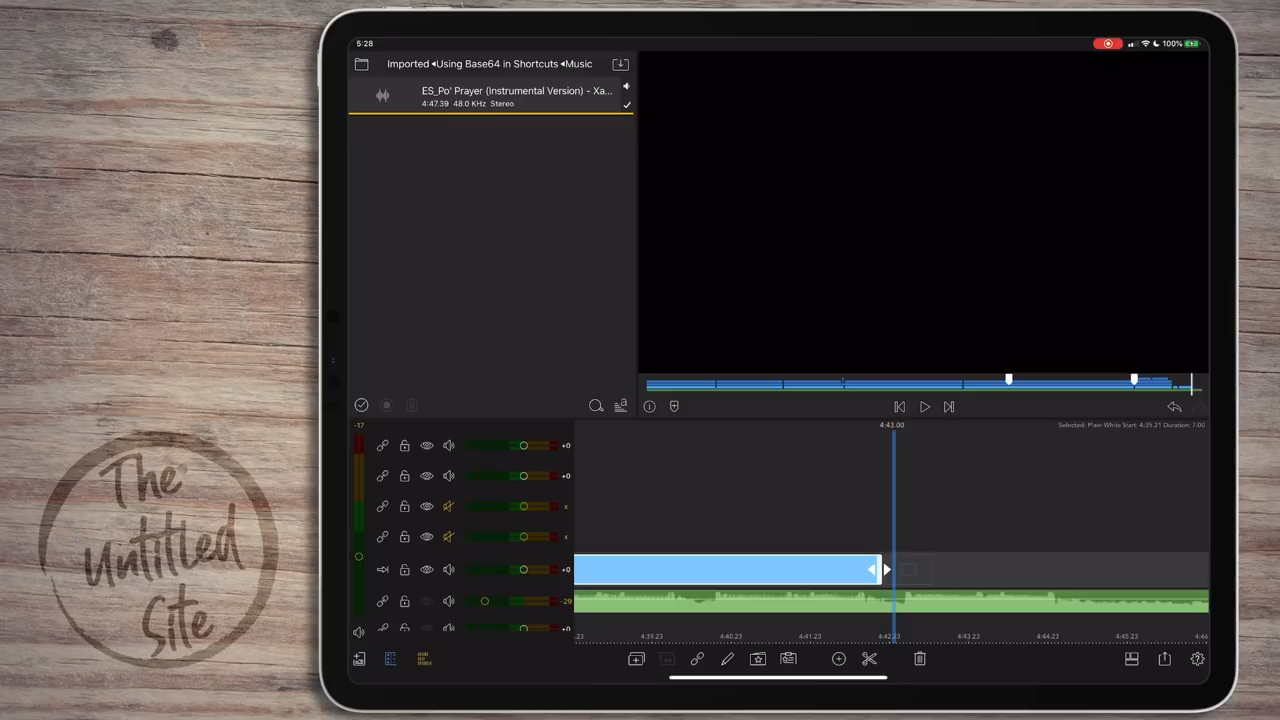 5:28
100%
Imported ◂Using Base64 in Shortcuts ◂Music
ES_Po' Prayer (Instrumental Version) - Xa...
4:47.39 48.0 KHz Stereo
-17
4:43.00
Selected: Plain White Start: 4:35.21 Duration: 7.00
+0
+0
x
x
+0
-29
+0
.23
4:39.23
4:40.23
4:41.23
4:42.23
4:43.23
4:44.23
4:45.23
4:46
The
Untitled
Site